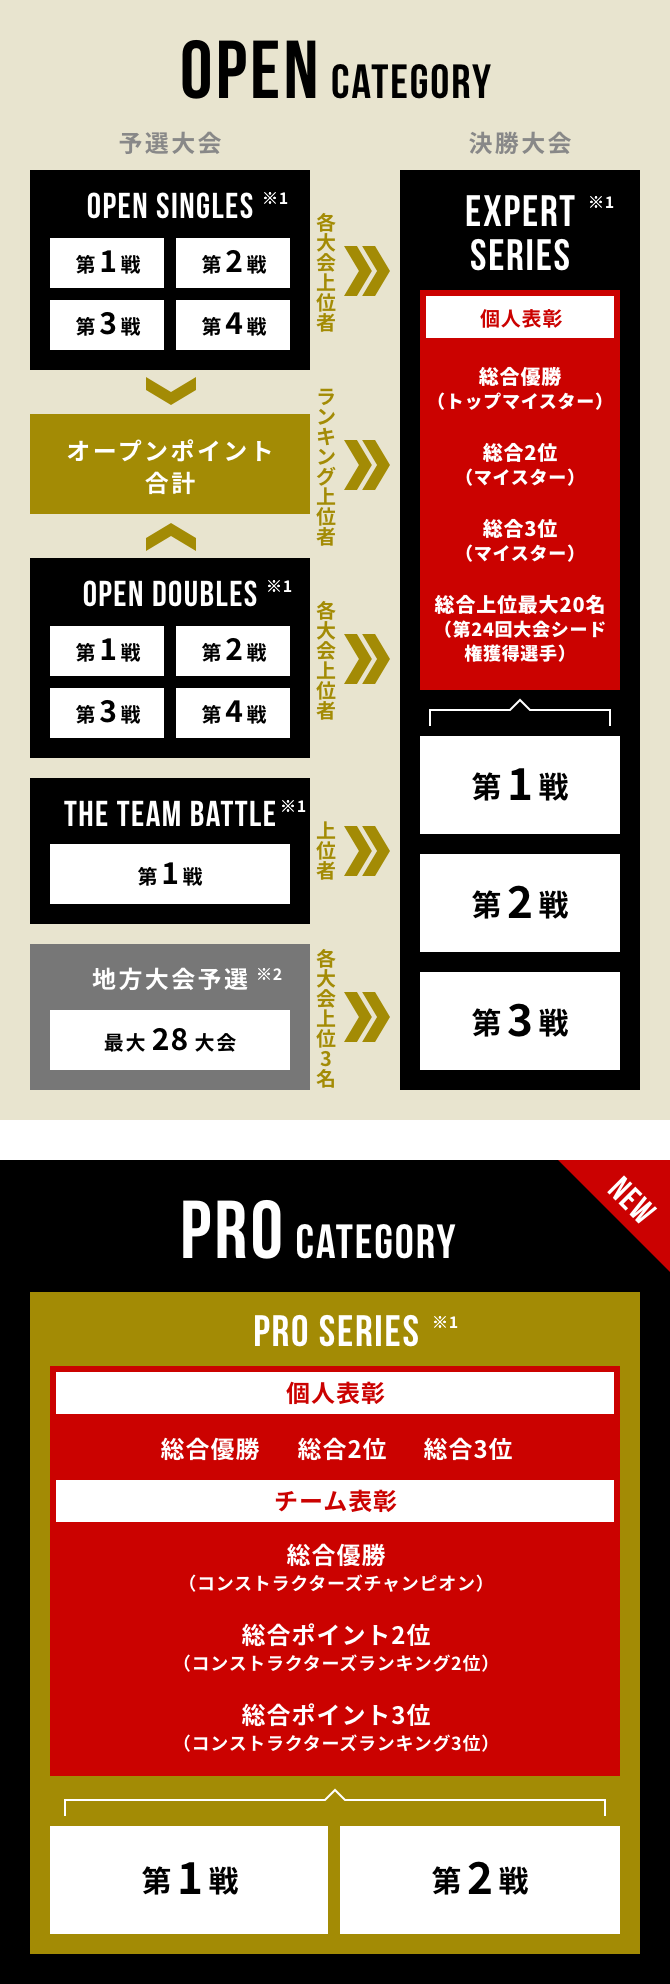 OPEN CATEGORY
予選大会
OPEN SINGLES ※1
第1戦
第2戦
第3戦
第4戦
各大会上位者
オープンポイント
合計
ランキング上位者
OPEN DOUBLES ※1
第1戦
第2戦
第3戦
第4戦
各大会上位者
THE TEAM BATTLE ※1
第1戦
上位者
地方大会予選 ※2
最大 28 大会
各大会上位3名
決勝大会
EXPERT ※1
SERIES
個人表彰
総合優勝
（トップマイスター）
総合2位
（マイスター）
総合3位
（マイスター）
総合上位最大20名
（第24回大会シード
権獲得選手）
第1戦
第2戦
第3戦
NEW
PRO CATEGORY
PRO SERIES ※1
個人表彰
総合優勝 総合2位 総合3位
チーム表彰
総合優勝
（コンストラクターズチャンピオン）
総合ポイント2位
（コンストラクターズランキング2位）
総合ポイント3位
（コンストラクターズランキング3位）
第1戦
第2戦